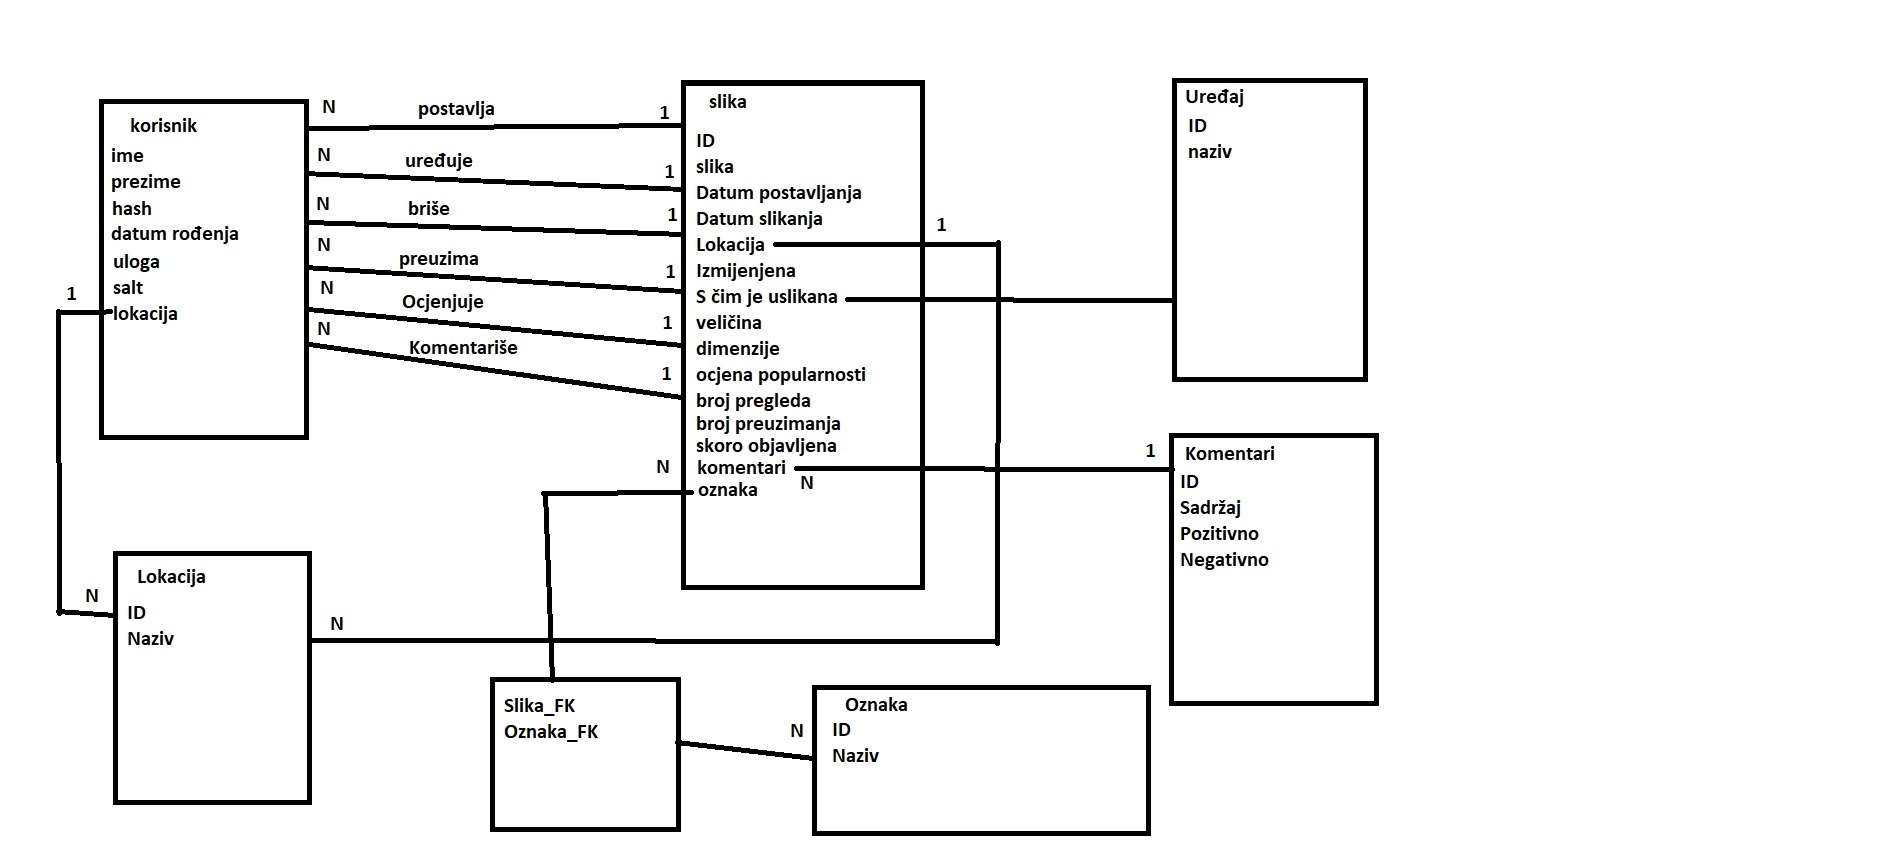 korisnik
ime
prezime
hash
datum rođenja
uloga
salt
lokacija
1
N
postavlja
1
N
uređuje
1
N
briše
1
N
preuzima
1
N
Ocjenjuje
1
N
Komentariše
1
slika
ID
slika
Datum postavljanja
Datum slikanja
Lokacija
Izmijenjena
S čim je uslikana
veličina
dimenzije
ocjena popularnosti
broj pregleda
broj preuzimanja
skoro objavljena
komentari
oznaka
1
N
N
1
Uređaj
ID
naziv
Komentari
ID
Sadržaj
Pozitivno
Negativno
N
Lokacija
ID
Naziv
N
Slika_FK
Oznaka_FK
N
Oznaka
ID
Naziv